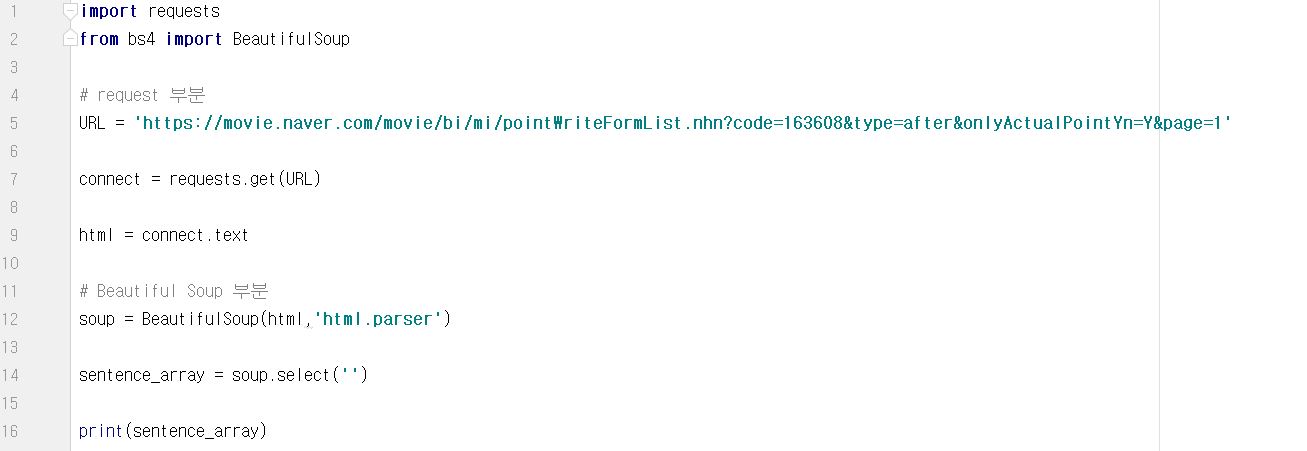 1 import requests
2 from bs4 import BeautifulSoup
3
4 # request 부분
5 URL = 'https://movie.naver.com/movie/bi/mi/point₩riteFormList.nhn?code=163608&type=after&onlyActualPointYn=Y&page=1'
6
7 connect = requests.get(URL)
8
9 html = connect.text
10
11 # Beautiful Soup 부분
12 soup = BeautifulSoup(html,'html.parser')
13
14 sentence_array = soup.select('')
15
16 print(sentence_array)